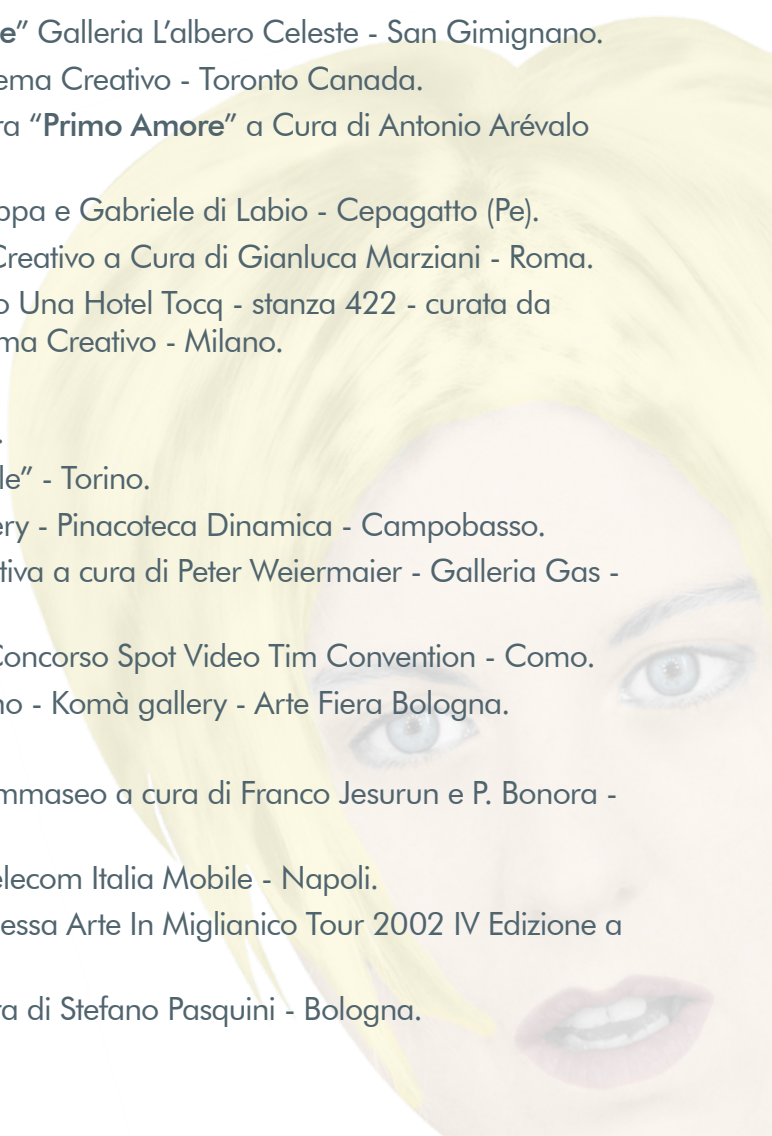 e” Galleria L’albero Celeste - San Gimignano.
ema Creativo - Toronto Canada.
ra “Primo Amore” a Cura di Antonio Arévalo
ppa e Gabriele di Labio - Cepagatto (Pe).
Creativo a Cura di Gianluca Marziani - Roma.
o Una Hotel Tocq - stanza 422 - curata da
ma Creativo - Milano.
.
le” - Torino.
ery - Pinacoteca Dinamica - Campobasso.
tiva a cura di Peter Weiermaier - Galleria Gas -
Concorso Spot Video Tim Convention - Como.
no - Komà gallery - Arte Fiera Bologna.
mmaseo a cura di Franco Jesurun e P. Bonora -
elecom Italia Mobile - Napoli.
essa Arte In Miglianico Tour 2002 IV Edizione a
ra di Stefano Pasquini - Bologna.